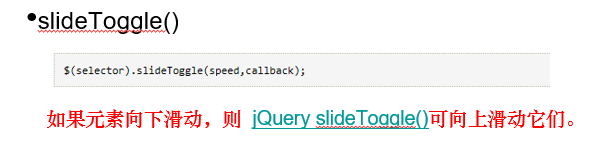 •slideToggle()
$(selector).slideToggle(speed,callback);
如果元素向下滑动，则 jQuery slideToggle()可向上滑动它们。